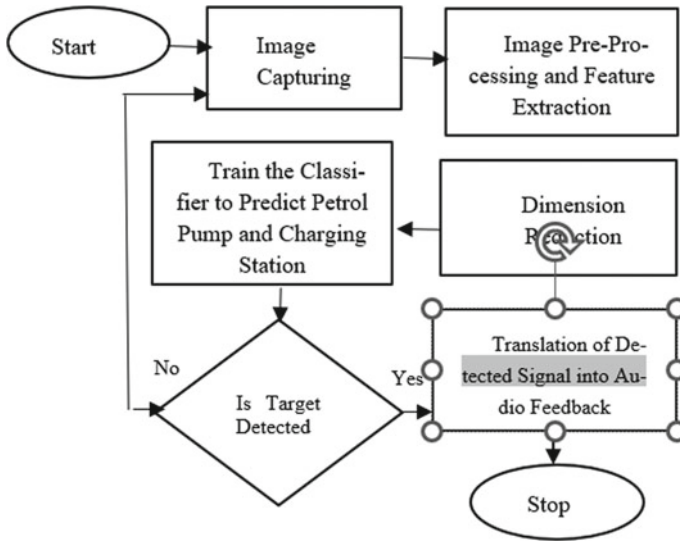 Start
Image
Capturing
Image Pre-Pro-
cessing and Feature
Extraction
Train the Classi-
fier to Predict Petrol
Pump and Charging
Station
Dimension
No
Is Target
Detected
Yes
Translation of De-
tected Signal into Au-
dio Feedback
Stop